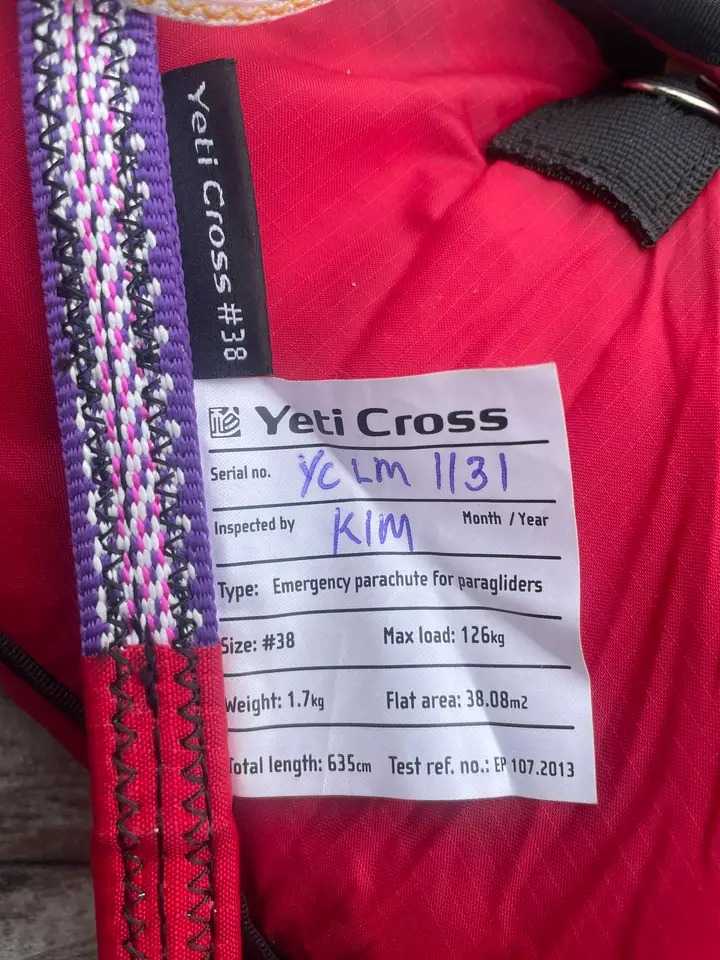 Yeti Cross #38
Yeti Cross
Serial no. YC LM 1131
Inspected by KIM Month / Year
Type: Emergency parachute for paragliders
Size: #38 Max load: 126kg
Weight: 1.7kg Flat area: 38.08m2
Total length: 635cm Test ref. no.: EP 107.2013